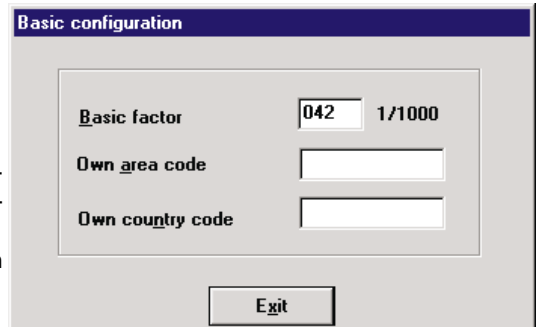 Basic configuration
Basic factor 042 1/1000
Own area code
Own country code
Exit